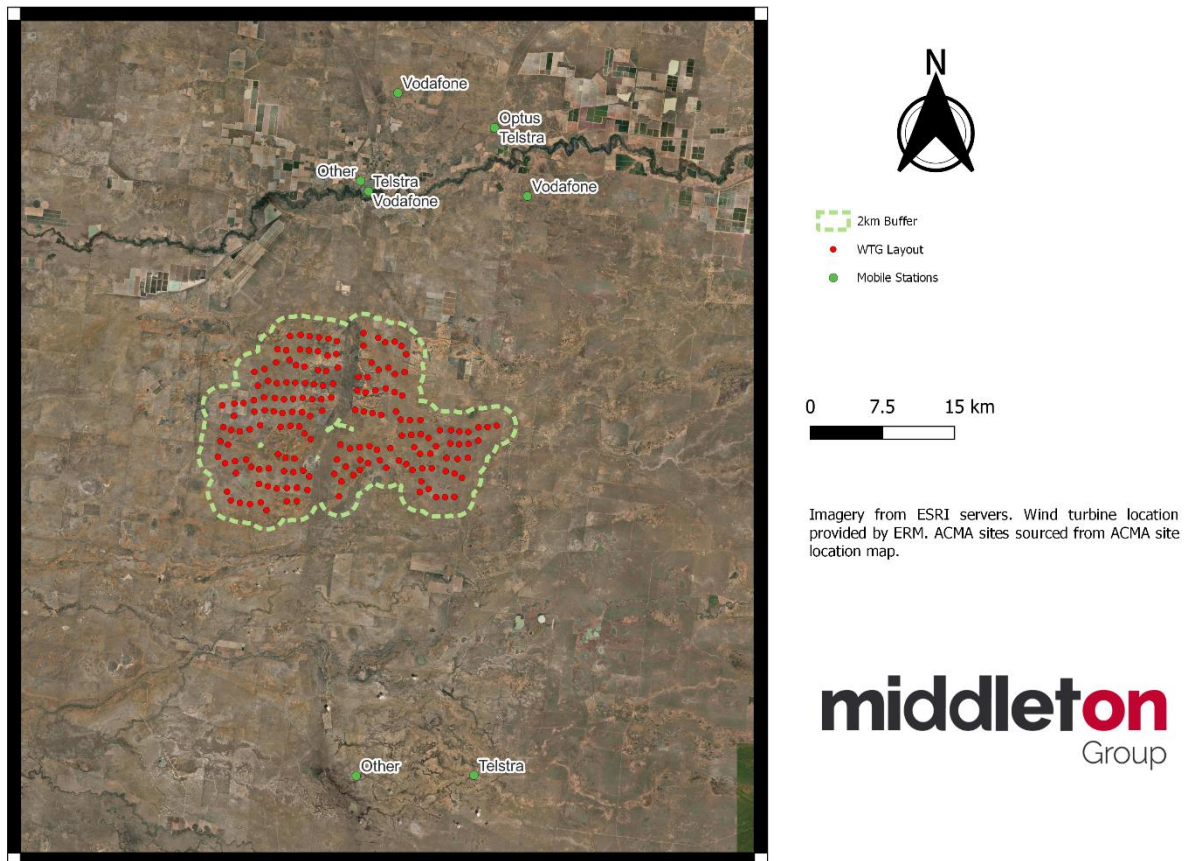 Vodafone
Optus
Telstra
Other
Telstra
Vodafone
Vodafone
Other
Telstra
N
2km Buffer
WTG Layout
Mobile Stations
0 7.5 15 km
Imagery from ESRI servers. Wind turbine location
provided by ERM. ACMA sites sourced from ACMA site
location map.
middleton
Group